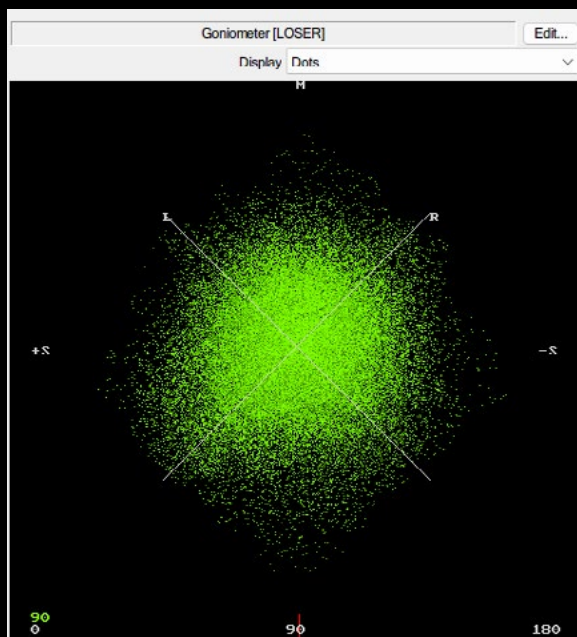 Goniometer [LOSER]
Edit...
Display Dots
M
L R
+S -S
90
0 90 180